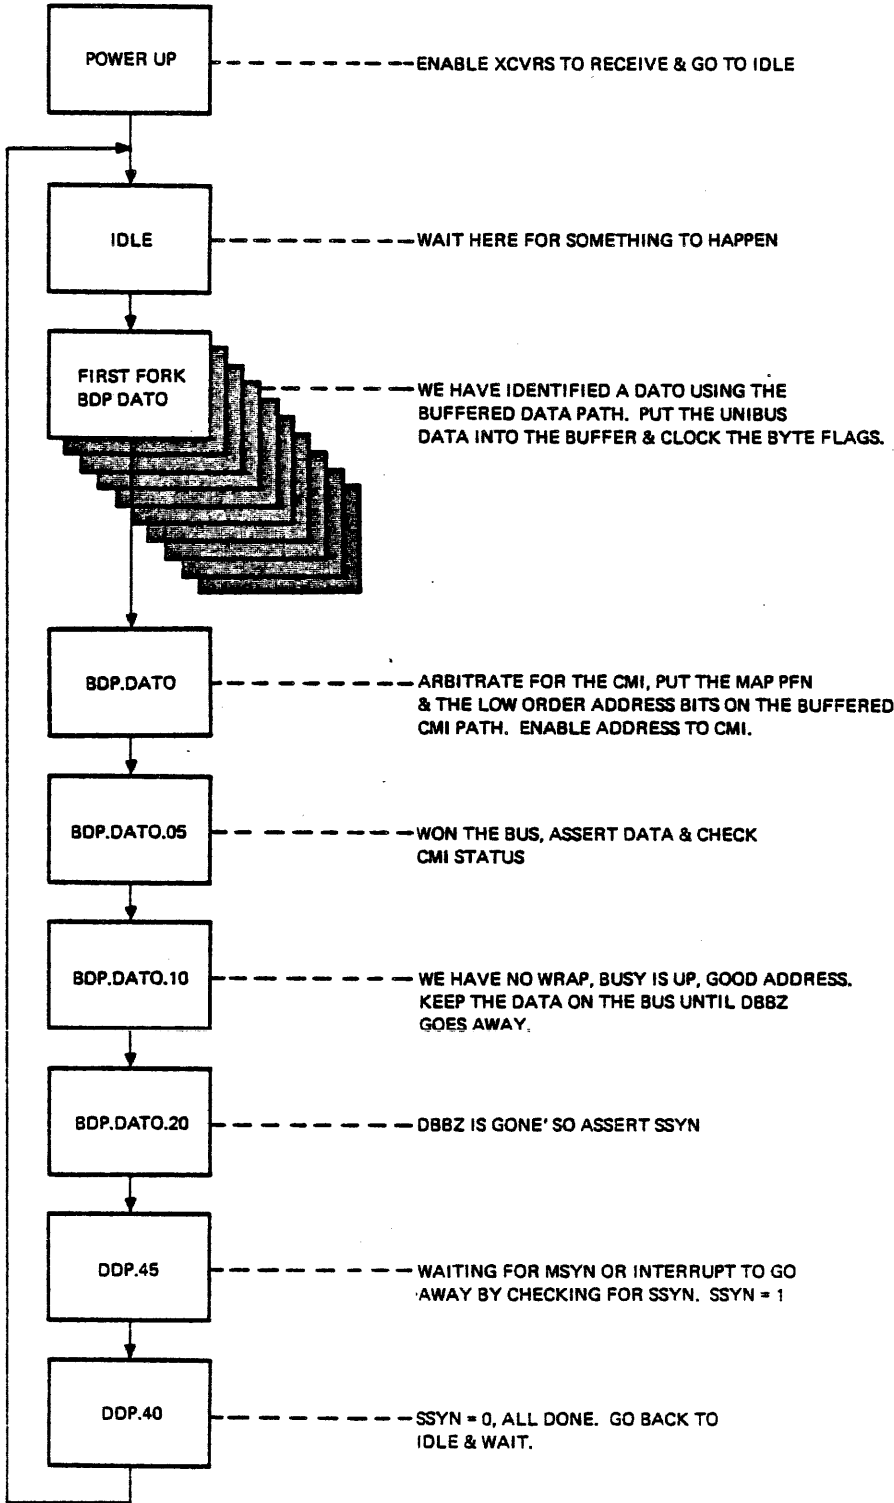 POWER UP
ENABLE XCVRS TO RECEIVE & GO TO IDLE
IDLE
WAIT HERE FOR SOMETHING TO HAPPEN
FIRST FORK
BDP DATO
WE HAVE IDENTIFIED A DATO USING THE
BUFFERED DATA PATH. PUT THE UNIBUS
DATA INTO THE BUFFER & CLOCK THE BYTE FLAGS.
BDP.DATO
ARBITRATE FOR THE CMI, PUT THE MAP PFN
& THE LOW ORDER ADDRESS BITS ON THE BUFFERED
CMI PATH. ENABLE ADDRESS TO CMI.
BDP.DATO.05
WON THE BUS, ASSERT DATA & CHECK
CMI STATUS
BDP.DATO.10
WE HAVE NO WRAP, BUSY IS UP, GOOD ADDRESS.
KEEP THE DATA ON THE BUS UNTIL DBBZ
GOES AWAY.
BDP.DATO.20
DBBZ IS GONE' SO ASSERT SSYN
DDP.45
WAITING FOR MSYN OR INTERRUPT TO GO
AWAY BY CHECKING FOR SSYN. SSYN = 1
DDP.40
SSYN = 0, ALL DONE. GO BACK TO
IDLE & WAIT.